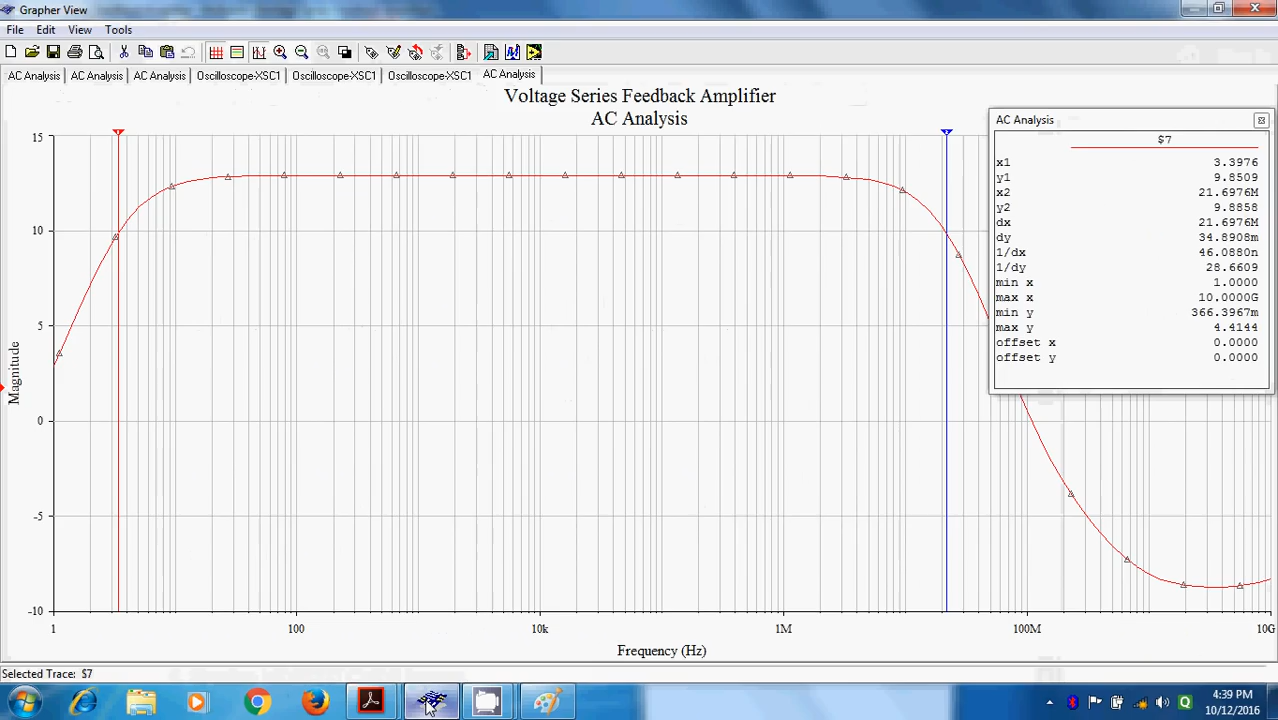 Grapher View
File Edit View Tools
AC Analysis AC Analysis AC Analysis Oscilloscope-XSC1 Oscilloscope-XSC1 Oscilloscope-XSC1 AC Analysis
Voltage Series Feedback Amplifier
AC Analysis
AC Analysis
$7
x1 3.3976
y1 9.8509
x2 21.6976M
y2 9.8858
dx 21.6976M
dy 34.8908m
1/dx 46.0880n
1/dy 28.6609
min x 1.0000
max x 10.0000G
min y 366.3967m
max y 4.4144
offset x 0.0000
offset y 0.0000
15
10
5
0
-5
-10
Magnitude
1 100 10k 1M 100M 10G
Frequency (Hz)
Selected Trace: $7
4:39 PM
10/12/2016